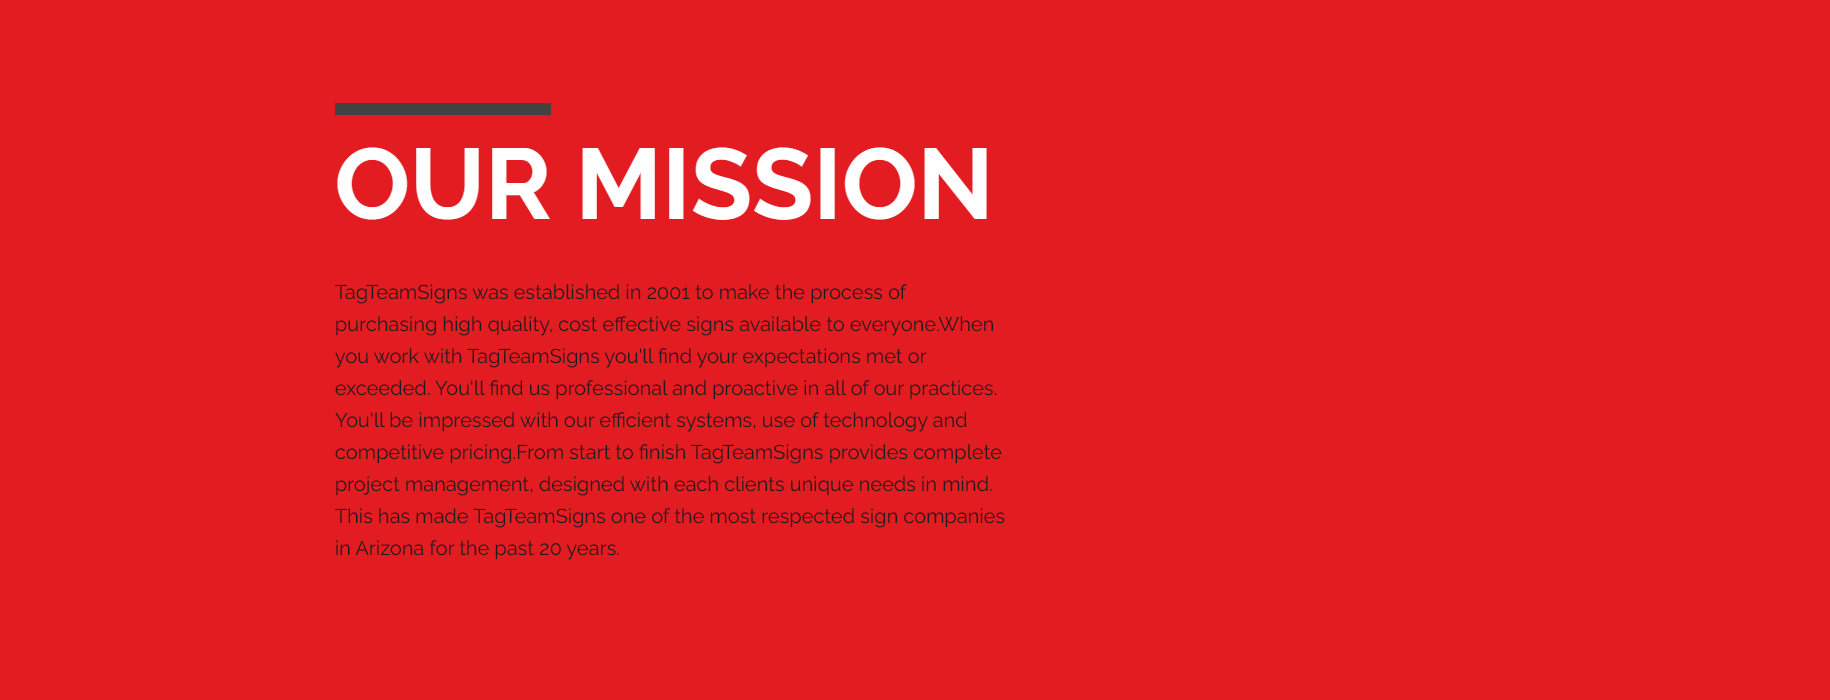 OUR MISSION
TagTeamSigns was established in 2001 to make the process of
purchasing high quality, cost effective signs available to everyone.When
you work with TagTeamSigns you'll find your expectations met or
exceeded. You'll find us professional and proactive in all of our practices.
You'll be impressed with our efficient systems, use of technology and
competitive pricing.From start to finish TagTeamSigns provides complete
project management, designed with each clients unique needs in mind.
This has made TagTeamSigns one of the most respected sign companies
in Arizona for the past 20 years.